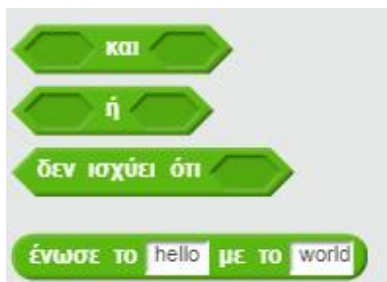 και
ή
δεν ισχύει ότι
ένωσε το hello με το world